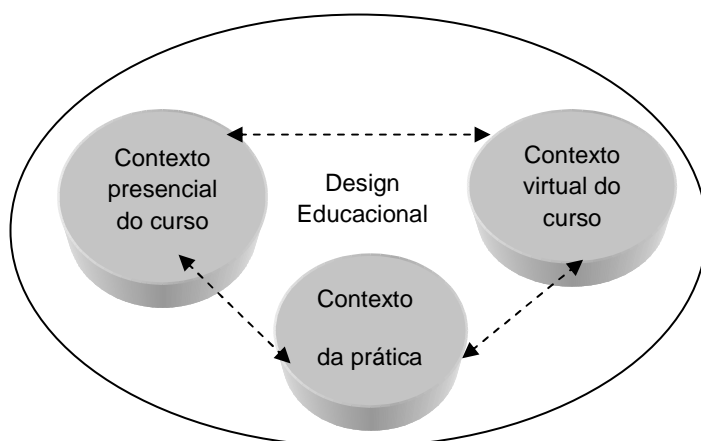 Contexto
presencial
do curso
Design
Educacional
Contexto
virtual do
curso
Contexto
da prática